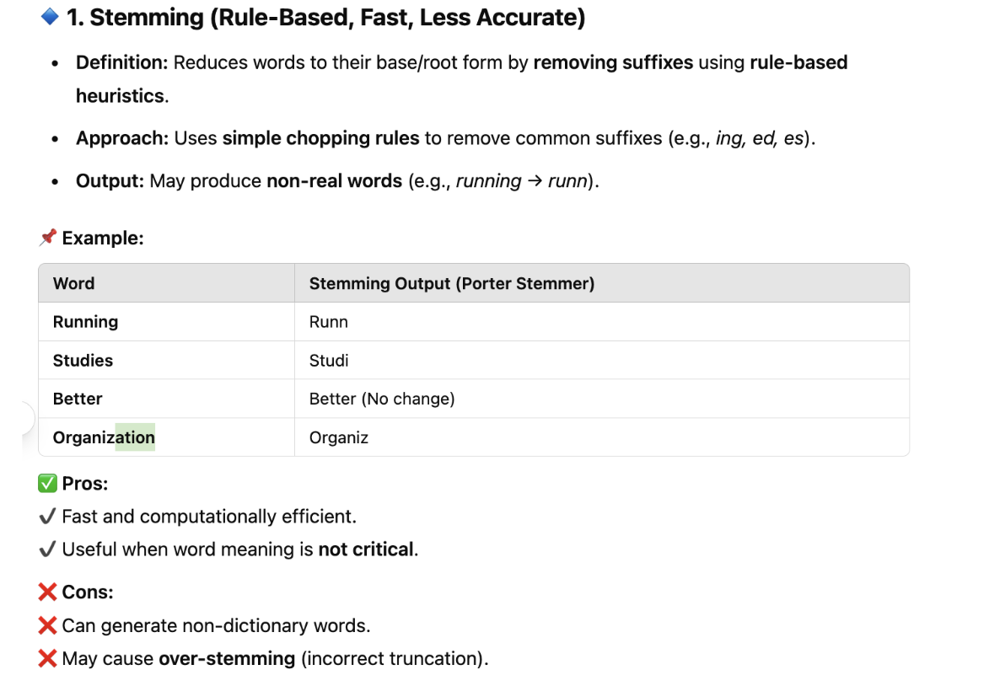 🔹 1. Stemming (Rule-Based, Fast, Less Accurate)
• Definition: Reduces words to their base/root form by removing suffixes using rule-based
heuristics.
• Approach: Uses simple chopping rules to remove common suffixes (e.g., ing, ed, es).
• Output: May produce non-real words (e.g., running → runn).
📌 Example:
Word Stemming Output (Porter Stemmer)
Running Runn
Studies Studi
Better Better (No change)
Organization Organiz
✅ Pros:
✔ Fast and computationally efficient.
✔ Useful when word meaning is not critical.
❌ Cons:
❌ Can generate non-dictionary words.
❌ May cause over-stemming (incorrect truncation).